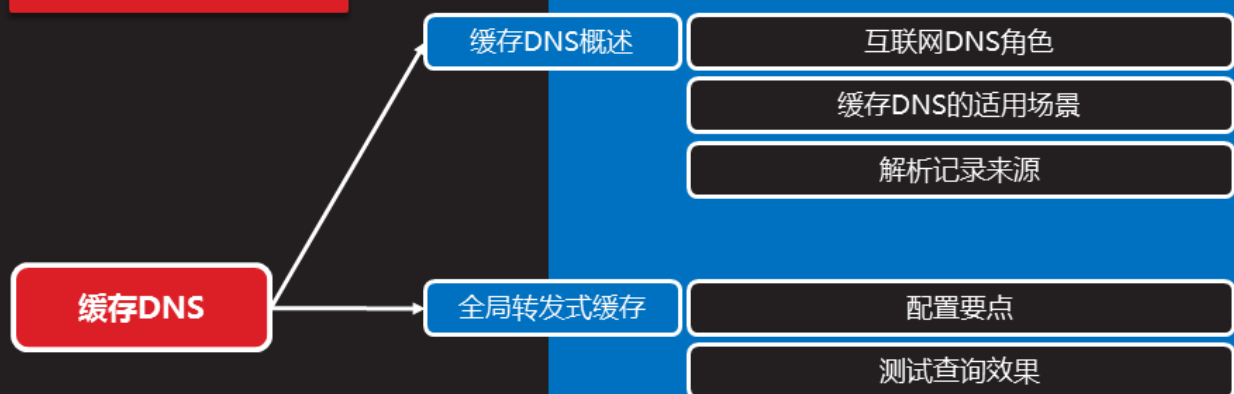 缓存DNS概述
互联网DNS角色
缓存DNS的适用场景
解析记录来源
缓存DNS
全局转发式缓存
配置要点
测试查询效果